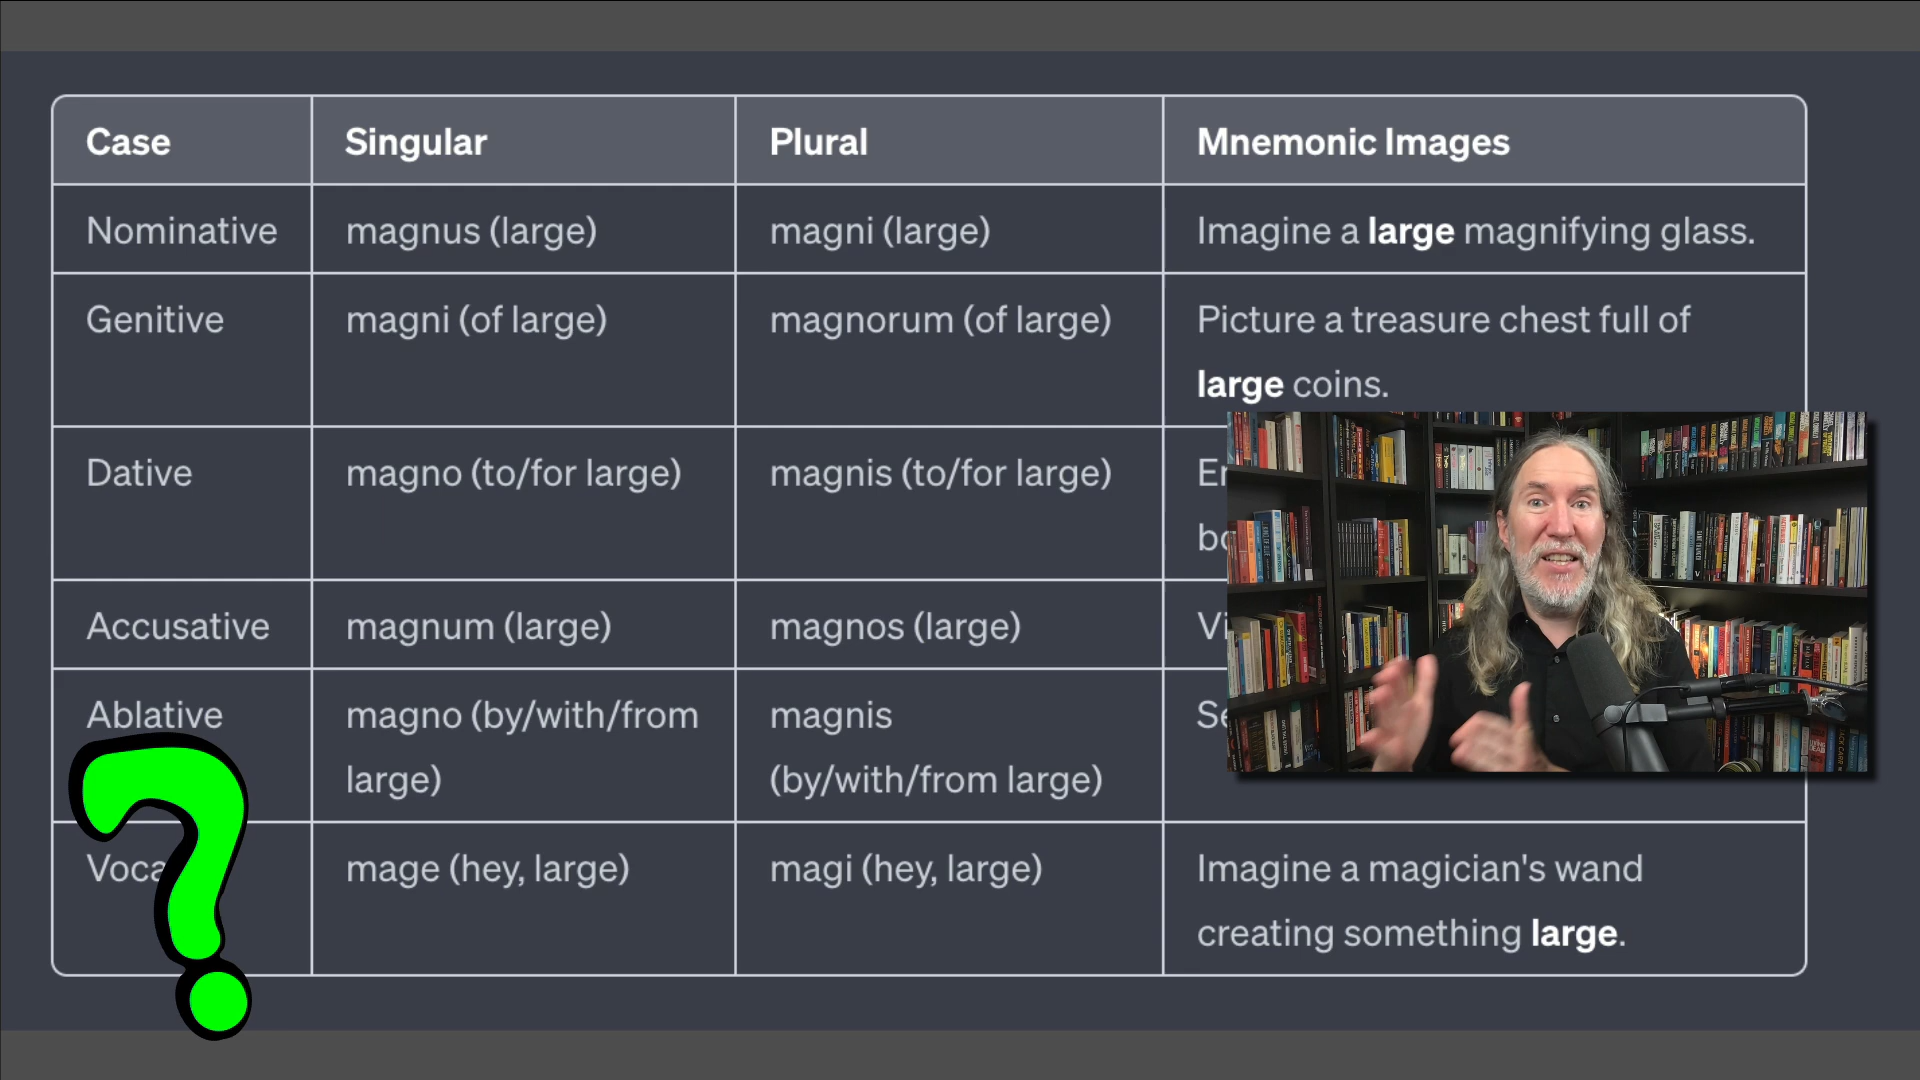 Case Singular Plural Mnemonic Images
Nominative magnus (large) magni (large) Imagine a large magnifying glass.
Genitive magni (of large) magnorum (of large) Picture a treasure chest full of
large coins.
Dative magno (to/for large) magnis (to/for large)
Accusative magnum (large) magnos (large)
Ablative magno (by/with/from magnis
large) (by/with/from large)
mage (hey, large) magi (hey, large) Imagine a magician's wand
creating something large.
?